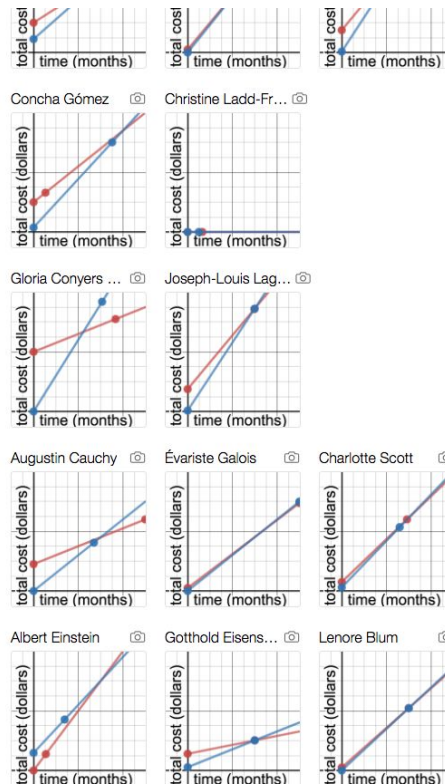 total cost
time (months)
total cost
time (months)
total cost
time (months)
Concha Gómez
Christine Ladd-Fr...
total cost (dollars)
time (months)
total cost (dollars)
time (months)
Gloria Conyers ...
Joseph-Louis Lag...
total cost (dollars)
time (months)
total cost (dollars)
time (months)
Augustin Cauchy
Évariste Galois
Charlotte Scott
total cost (dollars)
time (months)
total cost (dollars)
time (months)
total cost (dollars)
time (months)
Albert Einstein
Gotthold Eisens...
Lenore Blum
total cost (dollars)
time (months)
total cost (dollars)
time (months)
total cost (dollars)
time (months)